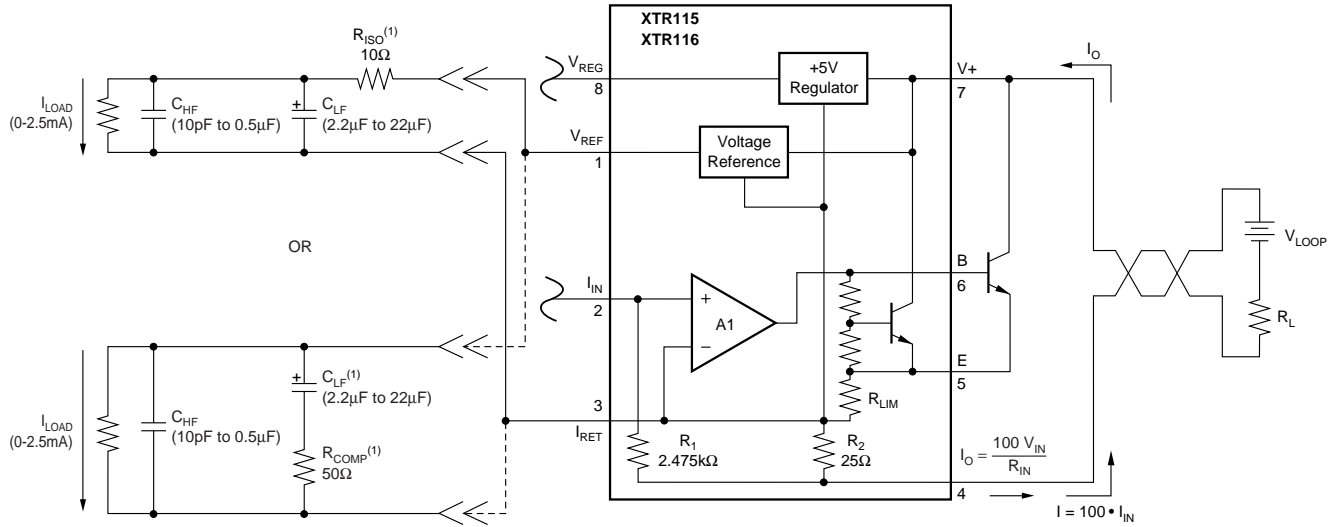 XTR115
XTR116
R_ISO(1)
10Ω
V_REG
8
+5V
Regulator
V+
7
I_O
I_LOAD
(0-2.5mA)
C_HF
(10pF to 0.5µF)
+
C_LF
(2.2µF to 22µF)
V_REF
1
Voltage
Reference
OR
V_LOOP
I_IN
2
+
A1
–
B
6
R_L
E
5
R_LIM
+
C_LF(1)
(2.2µF to 22µF)
I_LOAD
(0-2.5mA)
C_HF
(10pF to 0.5µF)
R_COMP(1)
50Ω
3
I_RET
R_1
2.475kΩ
R_2
25Ω
I_O = 100 V_IN / R_IN
4
I = 100 • I_IN